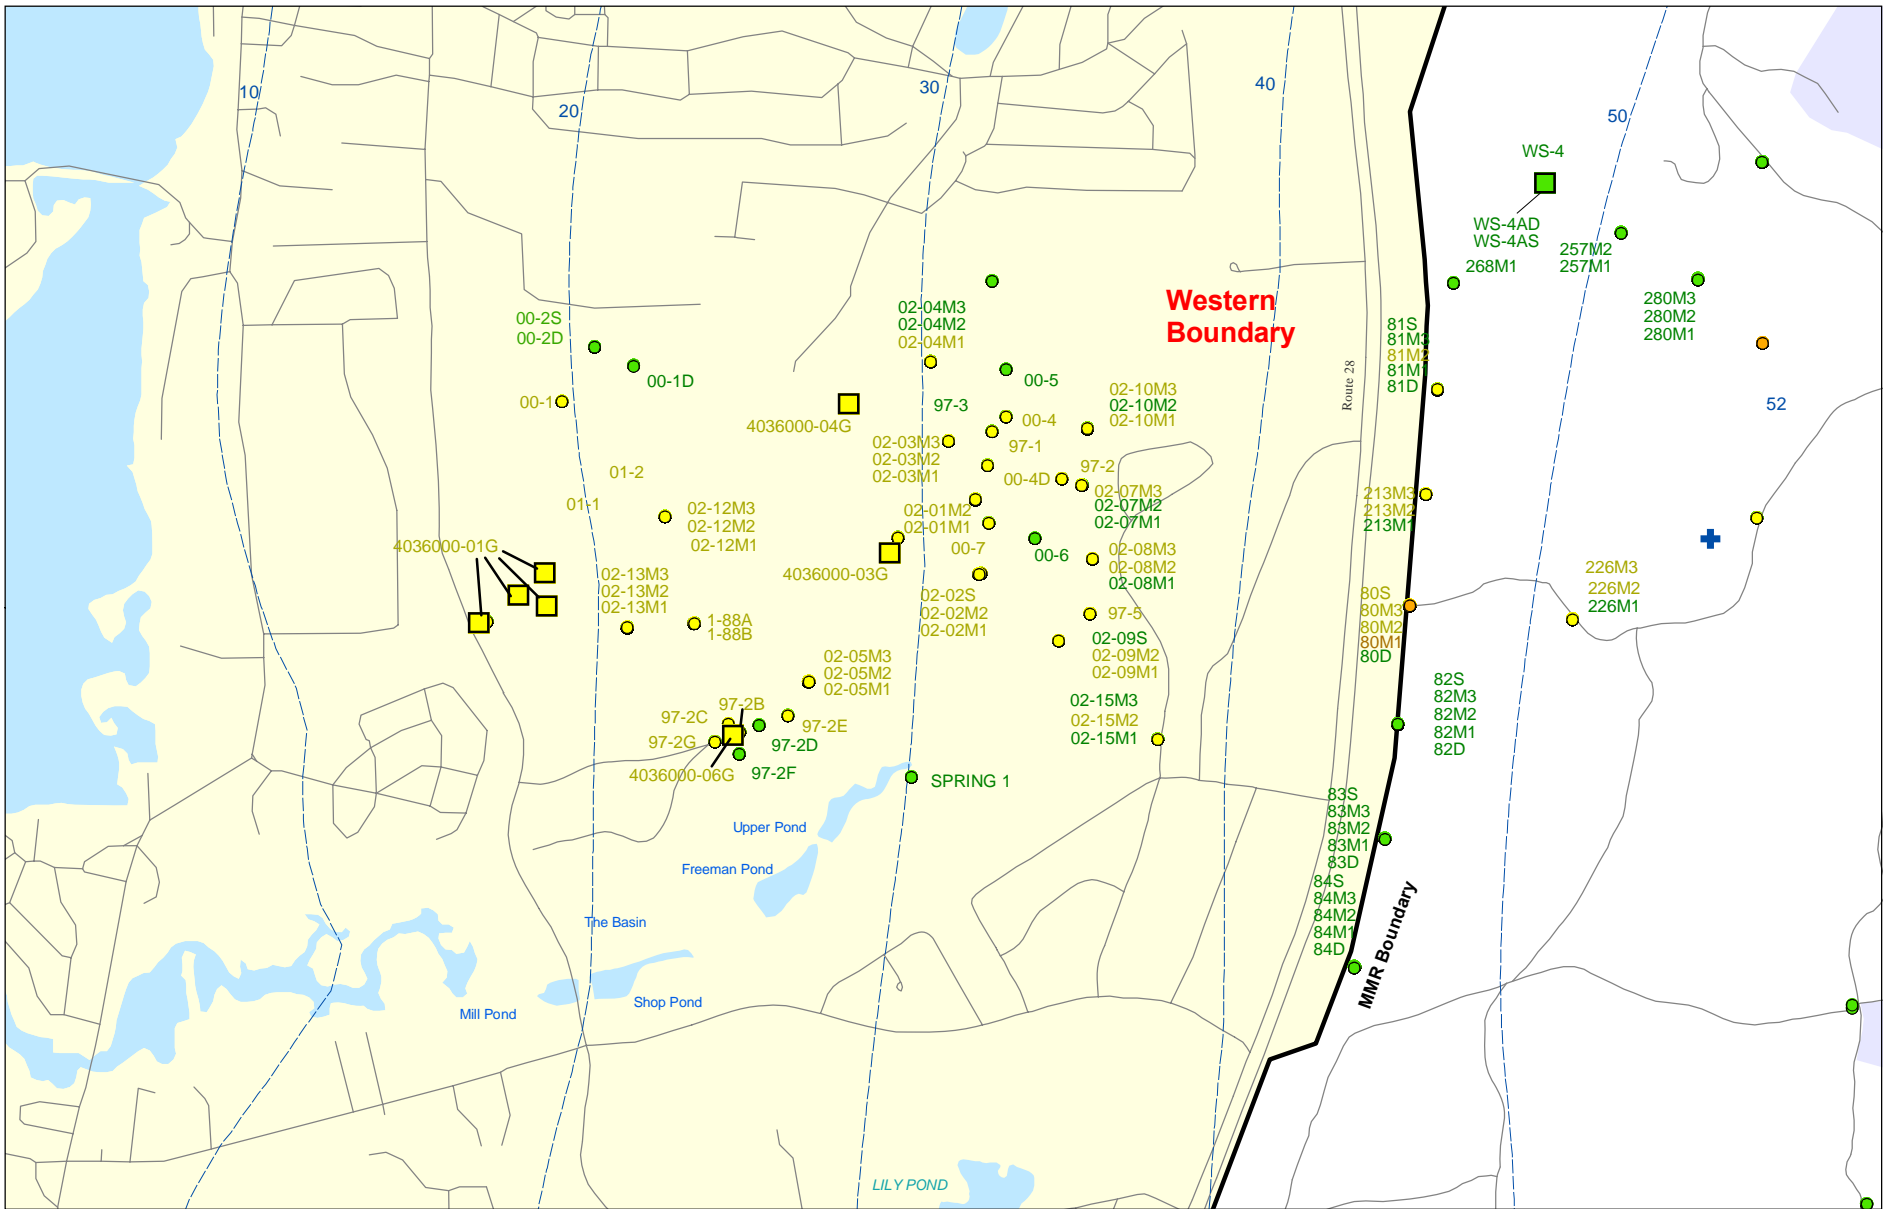 10
20
30
40
50
WS-4
WS-4AD
WS-4AS
257M2
257M1
268M1
280M3
280M2
280M1
Western
Boundary
00-2S
00-2D
00-1D
00-1
02-04M3
02-04M2
02-04M1
81S
81M3
81M2
81M1
81D
Route 28
52
00-5
97-3
4036000-04G
00-4
97-1
02-10M3
02-10M2
02-10M1
02-03M3
02-03M2
02-03M1
00-4D
97-2
02-07M3
02-07M2
02-07M1
01-2
01-1
02-12M3
02-12M2
02-12M1
02-01M2
02-01M1
213M3
213M2
213M1
4036000-01G
00-7
00-6
02-08M3
02-08M2
02-08M1
4036000-03G
02-13M3
02-13M2
02-13M1
1-88A
1-88B
02-02S
02-02M2
02-02M1
97-5
80S
80M3
80M2
80M1
80D
226M3
226M2
226M1
02-09S
02-09M2
02-09M1
02-05M3
02-05M2
02-05M1
97-2B
97-2C
97-2G
97-2E
97-2D
97-2F
4036000-06G
02-15M3
02-15M2
02-15M1
82S
82M3
82M2
82M1
82D
SPRING 1
83S
83M3
83M2
83M1
83D
Upper Pond
Freeman Pond
84S
84M3
84M2
84M1
84D
MMR Boundary
The Basin
Shop Pond
Mill Pond
LILY POND